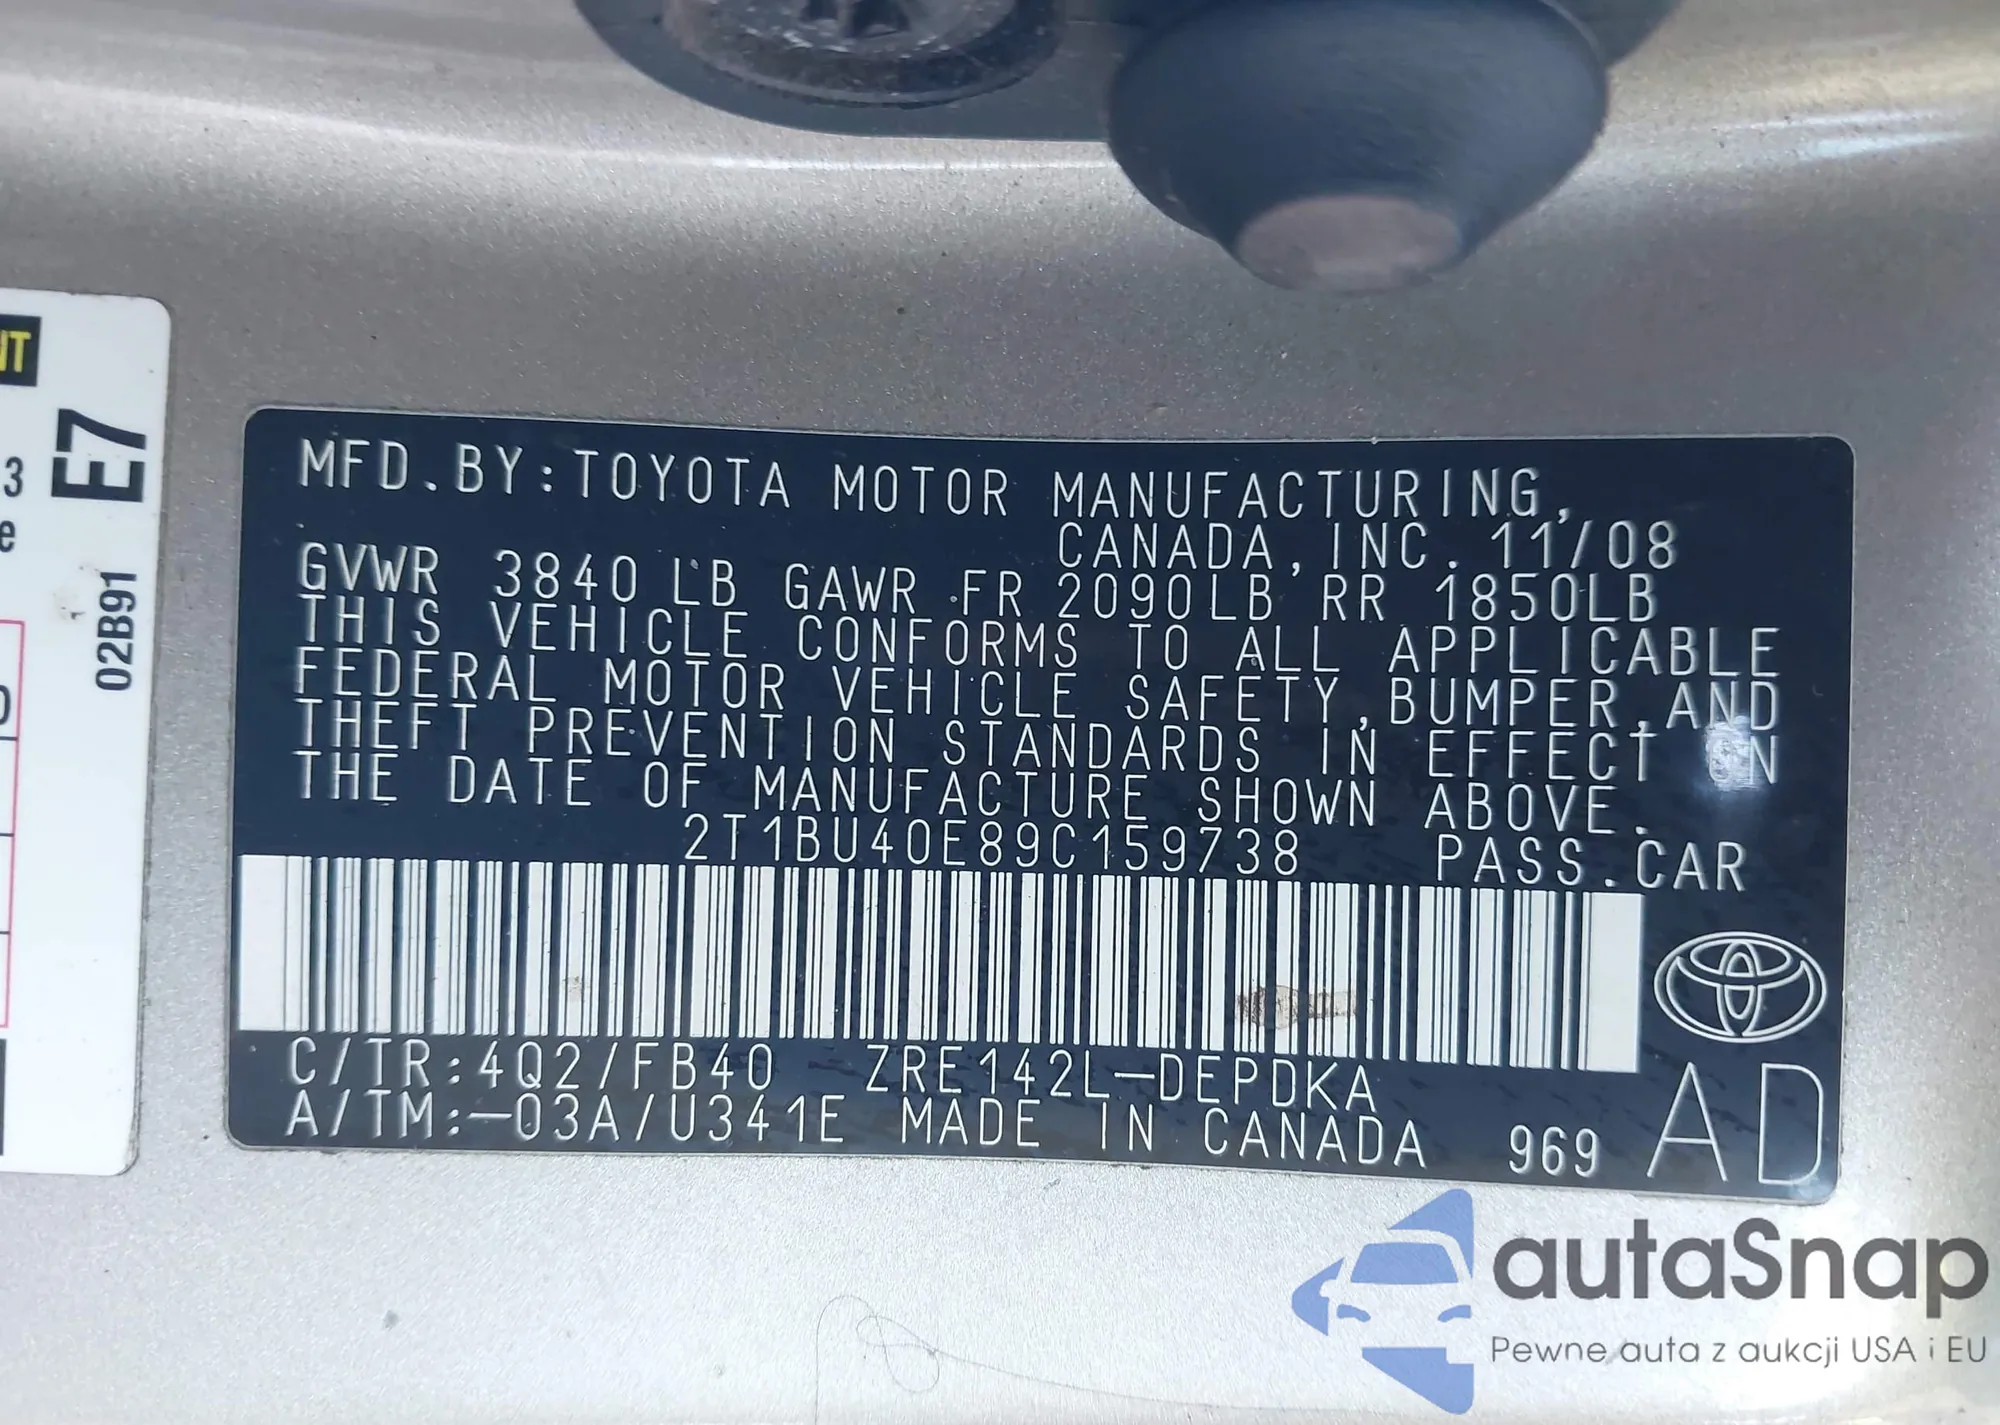 NT
E7
3
e
02B91
MFD.BY:TOYOTA MOTOR MANUFACTURING,
CANADA,INC. 11/08
GVWR 3840 LB GAWR FR 2090LB RR 1850LB
THIS VEHICLE CONFORMS TO ALL APPLICABLE
FEDERAL MOTOR VEHICLE SAFETY,BUMPER,AND
THEFT PREVENTION STANDARDS IN EFFECT ON
THE DATE OF MANUFACTURE SHOWN ABOVE.
2T1BU40E89C159738 PASS.CAR
C/TR:4Q2/FB40 ZRE142L-DEPDKA
A/TM:-03A/U341E MADE IN CANADA 969
AD
autaSnap
Pewne auta z aukcji USA i EU